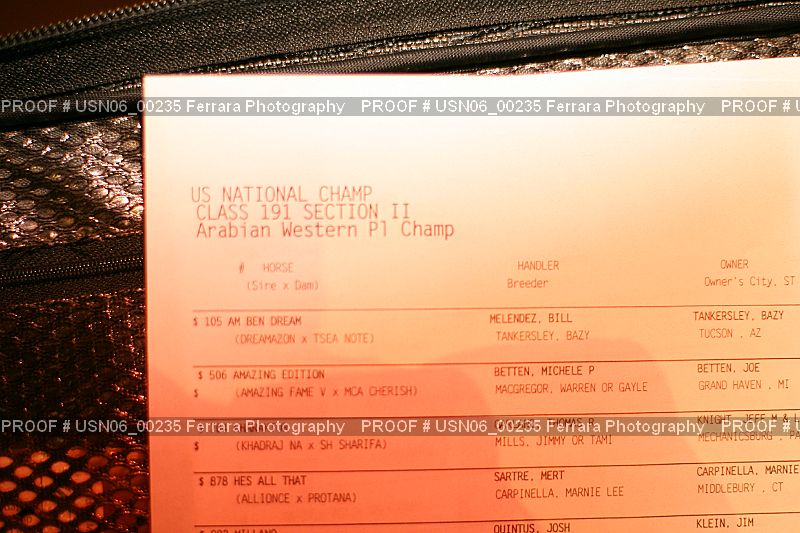 PROOF # USN06_00235 Ferrara Photography PROOF # USN06_00235 Ferrara Photography PROOF # U
US NATIONAL CHAMP
CLASS 191 SECTION II
Arabian Western Pl Champ
# HORSE HANDLER OWNER
(Sire x Dam) Breeder Owner's City, ST
$ 105 AM BEN DREAM MELENDEZ, BILL TANKERSLEY, BAZY
(DREAMAZON x TSEA NOTE) TANKERSLEY, BAZY TUCSON , AZ
$ 506 AMAZING EDITION BETTEN, MICHELE P BETTEN, JOE
$ (AMAZING FAME V x MCA CHERISH) MACGREGOR, WARREN OR GAYLE GRAND HAVEN , MI
THOMAS R KNIGHT, JEFF M & L
PROOF # USN06_00235 Ferrara Photography PROOF # USN06_00235 Ferrara Photography PROOF # U
$ (KHADRAJ NA x SH SHARIFA) MILLS, JIMMY OR TAMI MECHANICSBURG , PA
$ 878 HES ALL THAT SARTRE, MERT CARPINELLA, MARNIE
(ALLIONCE x PROTANA) CARPINELLA, MARNIE LEE MIDDLEBURY , CT
QUINTUS, JOSH KLEIN, JIM